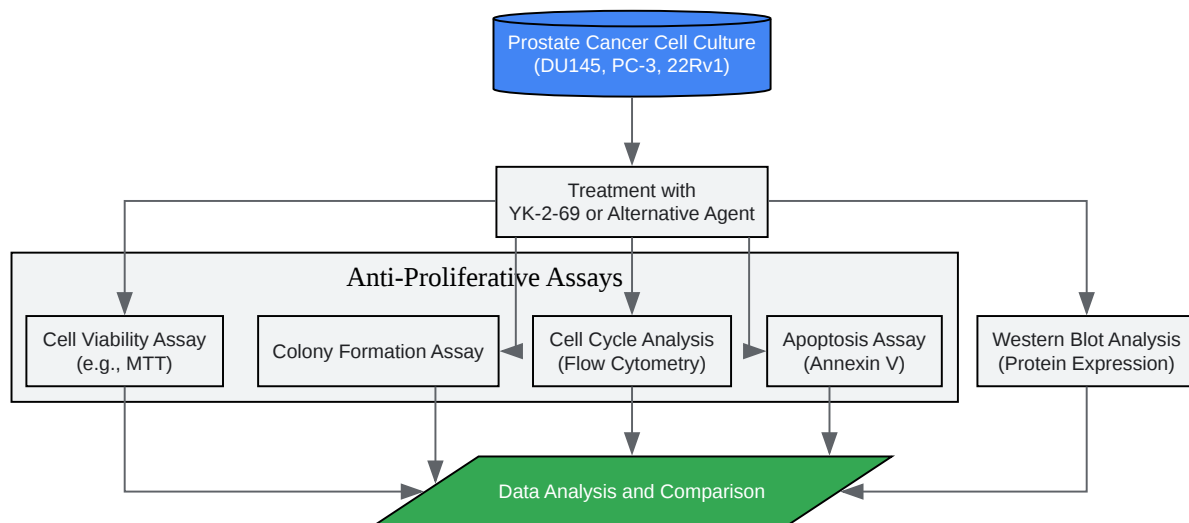 Prostate Cancer Cell Culture
(DU145, PC-3, 22Rv1)
Treatment with
YK-2-69 or Alternative Agent
Anti-Proliferative Assays
Cell Viability Assay
(e.g., MTT)
Colony Formation Assay
Cell Cycle Analysis
(Flow Cytometry)
Apoptosis Assay
(Annexin V)
Western Blot Analysis
(Protein Expression)
Data Analysis and Comparison